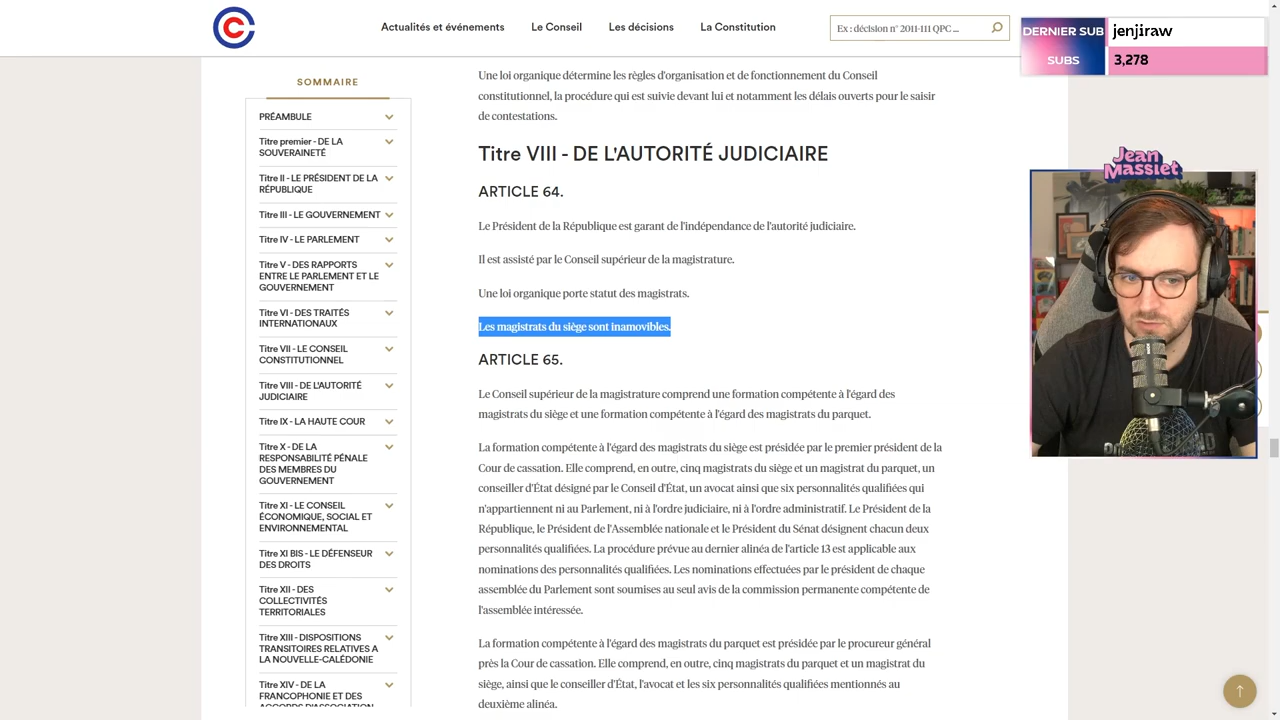 Actualités et événements
Le Conseil
Les décisions
La Constitution
Ex : décision n° 2011-111 QPC ...
DERNIER SUB
jenjiraw
SUBS
3,278
Jean
Massiet
SOMMAIRE
PRÉAMBULE
Titre premier - DE LA
SOUVERAINETÉ
Titre II - LE PRÉSIDENT DE LA
RÉPUBLIQUE
Titre III - LE GOUVERNEMENT
Titre IV - LE PARLEMENT
Titre V - DES RAPPORTS
ENTRE LE PARLEMENT ET LE
GOUVERNEMENT
Titre VI - DES TRAITÉS
INTERNATIONAUX
Titre VII - LE CONSEIL
CONSTITUTIONNEL
Titre VIII - DE L'AUTORITÉ
JUDICIAIRE
Titre IX - LA HAUTE COUR
Titre X - DE LA
RESPONSABILITÉ PÉNALE
DES MEMBRES DU
GOUVERNEMENT
Titre XI - LE CONSEIL
ÉCONOMIQUE, SOCIAL ET
ENVIRONNEMENTAL
Titre XI BIS - LE DÉFENSEUR
DES DROITS
Titre XII - DES
COLLECTIVITÉS
TERRITORIALES
Titre XIII - DISPOSITIONS
TRANSITOIRES RELATIVES A
LA NOUVELLE-CALÉDONIE
Titre XIV - DE LA
FRANCOPHONIE ET DES
ACCORDS D'ASSOCIATION
Une loi organique détermine les règles d'organisation et de fonctionnement du Conseil
constitutionnel, la procédure qui est suivie devant lui et notamment les délais ouverts pour le saisir
de contestations.
Titre VIII - DE L'AUTORITÉ JUDICIAIRE
ARTICLE 64.
Le Président de la République est garant de l'indépendance de l'autorité judiciaire.
Il est assisté par le Conseil supérieur de la magistrature.
Une loi organique porte statut des magistrats.
Les magistrats du siège sont inamovibles.
ARTICLE 65.
Le Conseil supérieur de la magistrature comprend une formation compétente à l'égard des
magistrats du siège et une formation compétente à l'égard des magistrats du parquet.
La formation compétente à l'égard des magistrats du siège est présidée par le premier président de la
Cour de cassation. Elle comprend, en outre, cinq magistrats du siège et un magistrat du parquet, un
conseiller d'État désigné par le Conseil d'État, un avocat ainsi que six personnalités qualifiées qui
n'appartiennent ni au Parlement, ni à l'ordre judiciaire, ni à l'ordre administratif. Le Président de la
République, le Président de l'Assemblée nationale et le Président du Sénat désignent chacun deux
personnalités qualifiées. La procédure prévue au dernier alinéa de l'article 13 est applicable aux
nominations des personnalités qualifiées. Les nominations effectuées par le président de chaque
assemblée du Parlement sont soumises au seul avis de la commission permanente compétente de
l'assemblée intéressée.
La formation compétente à l'égard des magistrats du parquet est présidée par le procureur général
près la Cour de cassation. Elle comprend, en outre, cinq magistrats du parquet et un magistrat du
siège, ainsi que le conseiller d'État, l'avocat et les six personnalités qualifiées mentionnés au
deuxième alinéa.